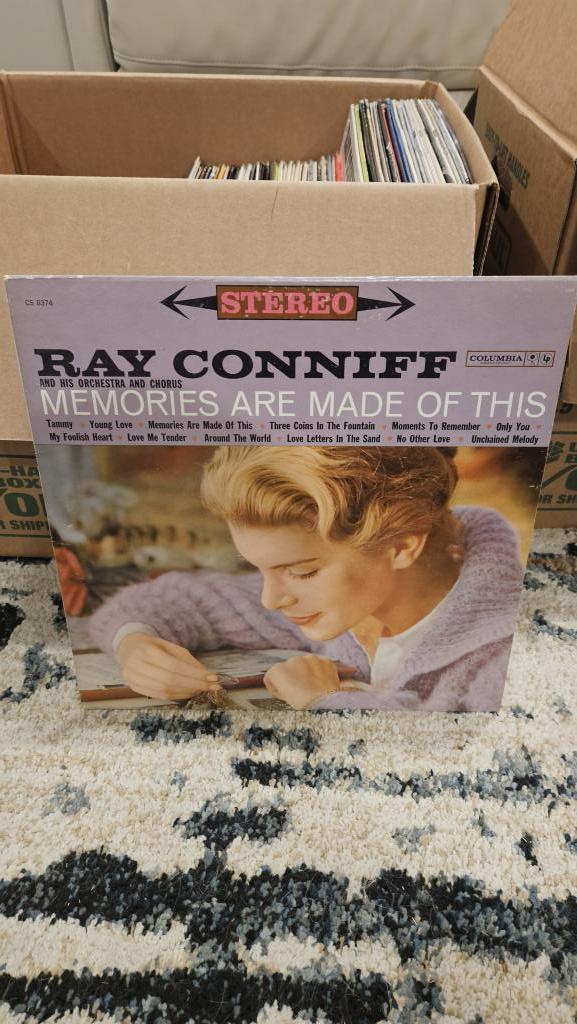 CS 8374
STEREO
RAY CONNIFF
COLUMBIA
LP
AND HIS ORCHESTRA AND CHORUS
MEMORIES ARE MADE OF THIS
Tammy Young Love Memories Are Made Of This Three Coins In The Fountain Moments To Remember Only You
My Foolish Heart Love Me Tender Around The World Love Letters In The Sand No Other Love Unchained Melody